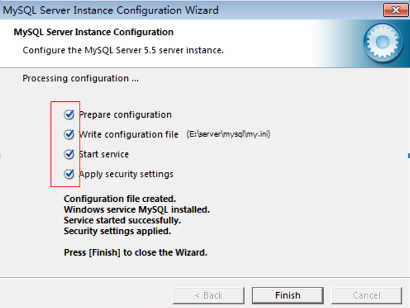 MySQL Server Instance Configuration Wizard
MySQL Server Instance Configuration
Configure the MySQL Server 5.5 server instance.
Processing configuration ...
Prepare configuration
Write configuration file (E:\server\mysql\my.ini)
Start service
Apply security settings
Configuration file created.
Windows service MySQL installed.
Service started successfully.
Security settings applied.
Press [Finish] to close the Wizard.
< Back Finish Cancel